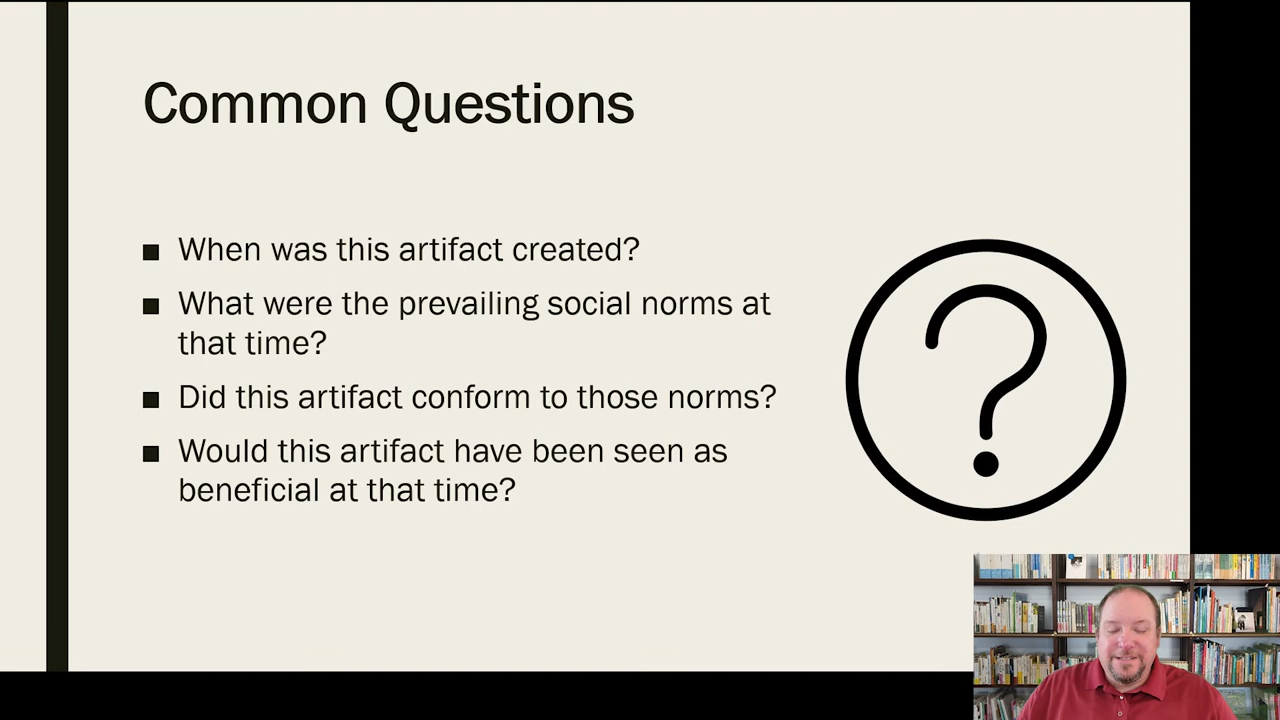 Common Questions
When was this artifact created?
What were the prevailing social norms at
that time?
Did this artifact conform to those norms?
Would this artifact have been seen as
beneficial at that time?